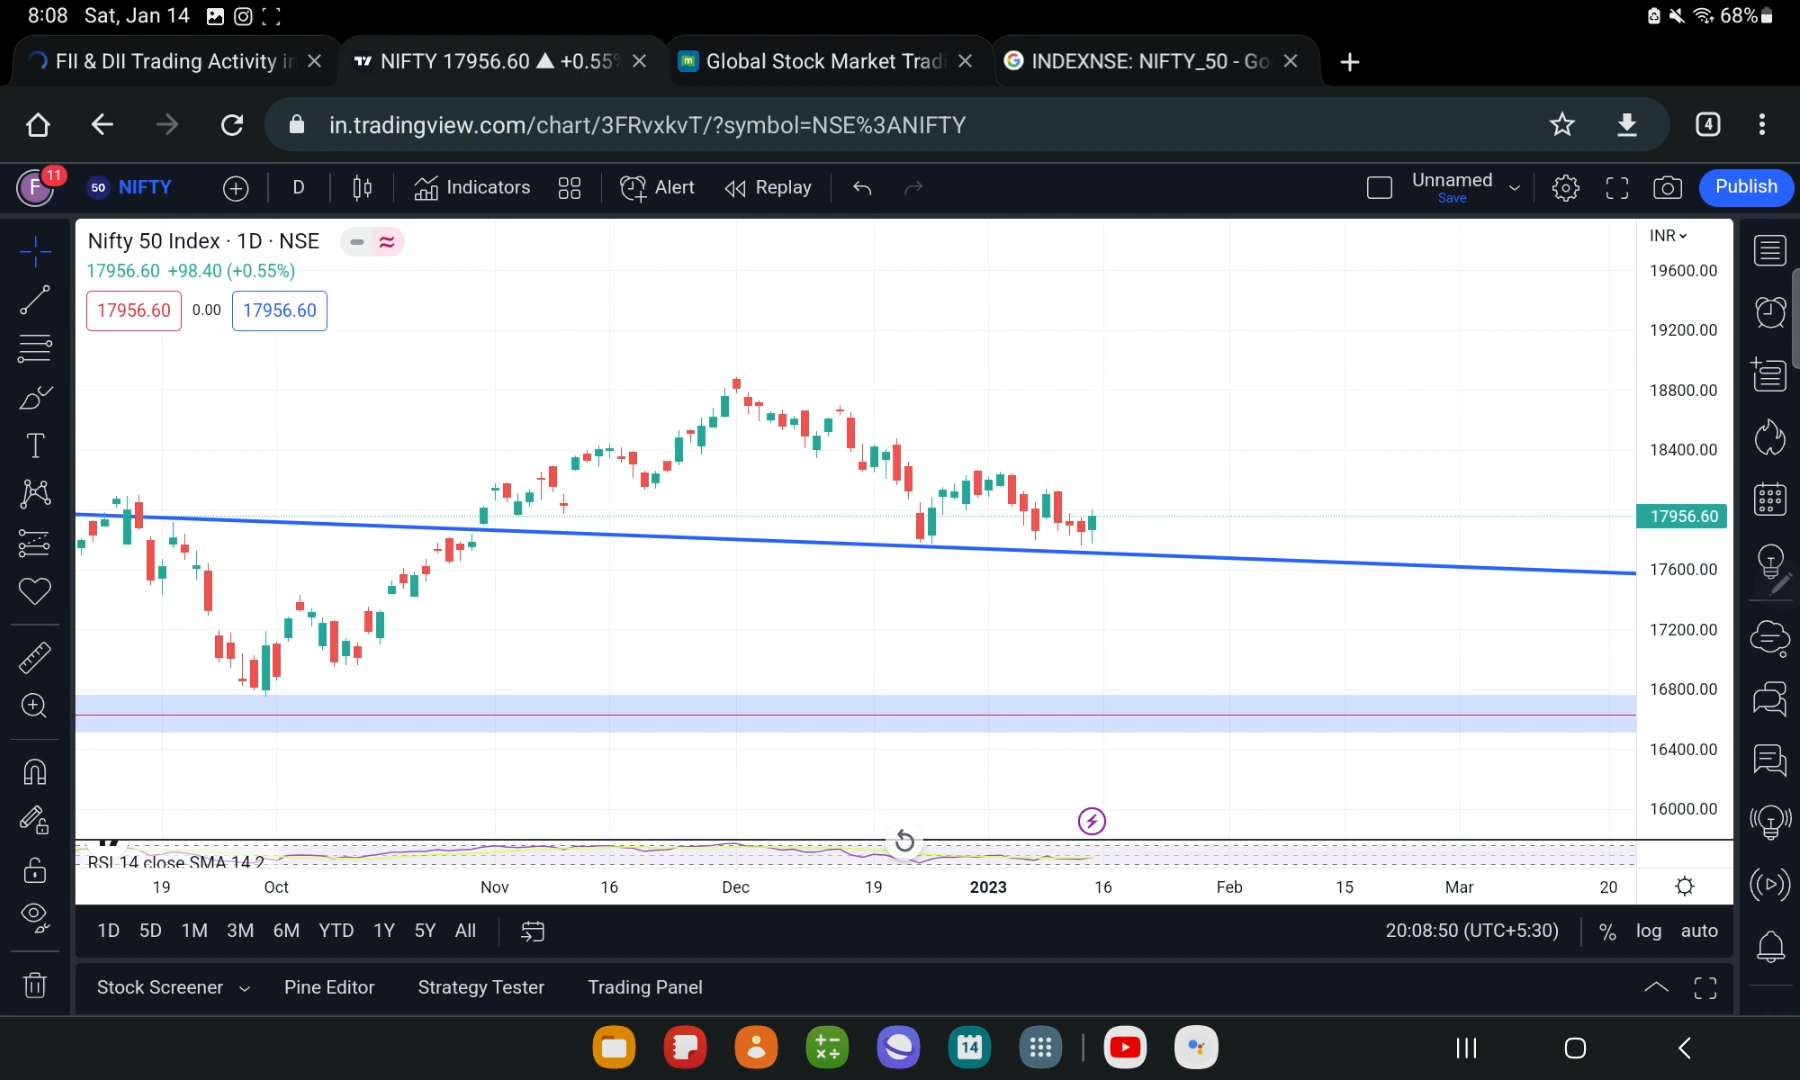 8:08 Sat, Jan 14
68%
FII & DII Trading Activity in
NIFTY 17956.60 ▲ +0.55%
Global Stock Market Tradi
INDEXNSE: NIFTY_50 - Go
in.tradingview.com/chart/3FRvxkvT/?symbol=NSE%3ANIFTY
4
F
11
50 NIFTY
D
Indicators
Alert
Replay
Unnamed
Save
Publish
Nifty 50 Index · 1D · NSE
INR
17956.60 +98.40 (+0.55%)
17956.60 0.00 17956.60
19600.00
19200.00
18800.00
18400.00
17956.60
17600.00
17200.00
16800.00
16400.00
16000.00
RSI 14 close SMA 14 2
19 Oct Nov 16 Dec 19 2023 16 Feb 15 Mar 20
1D 5D 1M 3M 6M YTD 1Y 5Y All
20:08:50 (UTC+5:30)
% log auto
Stock Screener Pine Editor Strategy Tester Trading Panel
14